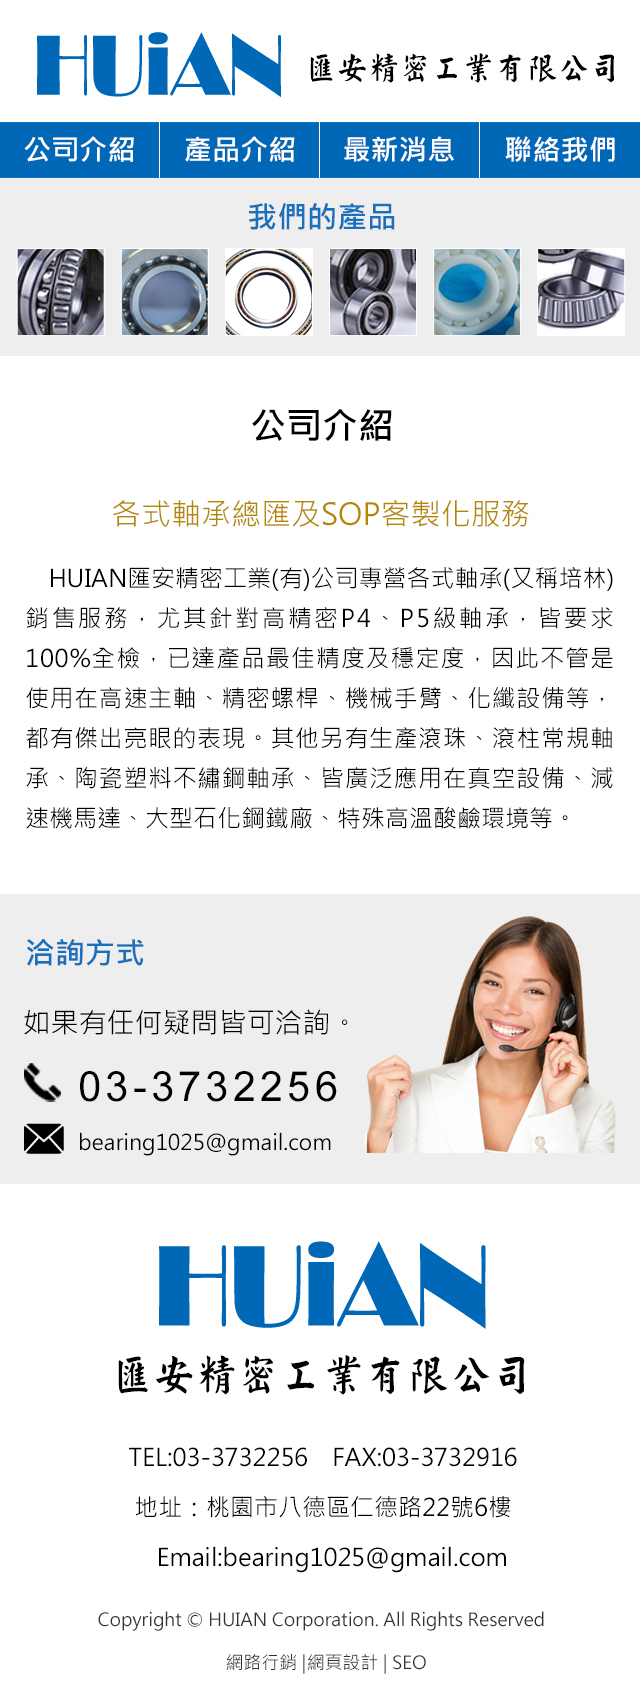 HUiAN 匯安精密工業有限公司
公司介紹 產品介紹 最新消息 聯絡我們
我們的產品
公司介紹
各式軸承總匯及SOP客製化服務
HUIAN匯安精密工業(有)公司專營各式軸承(又稱培林)
銷售服務，尤其針對高精密P4、P5級軸承，皆要求
100%全檢，已達產品最佳精度及穩定度，因此不管是
使用在高速主軸、精密螺桿、機械手臂、化纖設備等，
都有傑出亮眼的表現。其他另有生產滾珠、滾柱常規軸
承、陶瓷塑料不繡鋼軸承、皆廣泛應用在真空設備、減
速機馬達、大型石化鋼鐵廠、特殊高溫酸鹼環境等。
洽詢方式
如果有任何疑問皆可洽詢。
03-3732256
bearing1025@gmail.com
HUiAN
匯安精密工業有限公司
TEL:03-3732256 FAX:03-3732916
地址：桃園市八德區仁德路22號6樓
Email:bearing1025@gmail.com
Copyright © HUIAN Corporation. All Rights Reserved
網路行銷 |網頁設計 | SEO